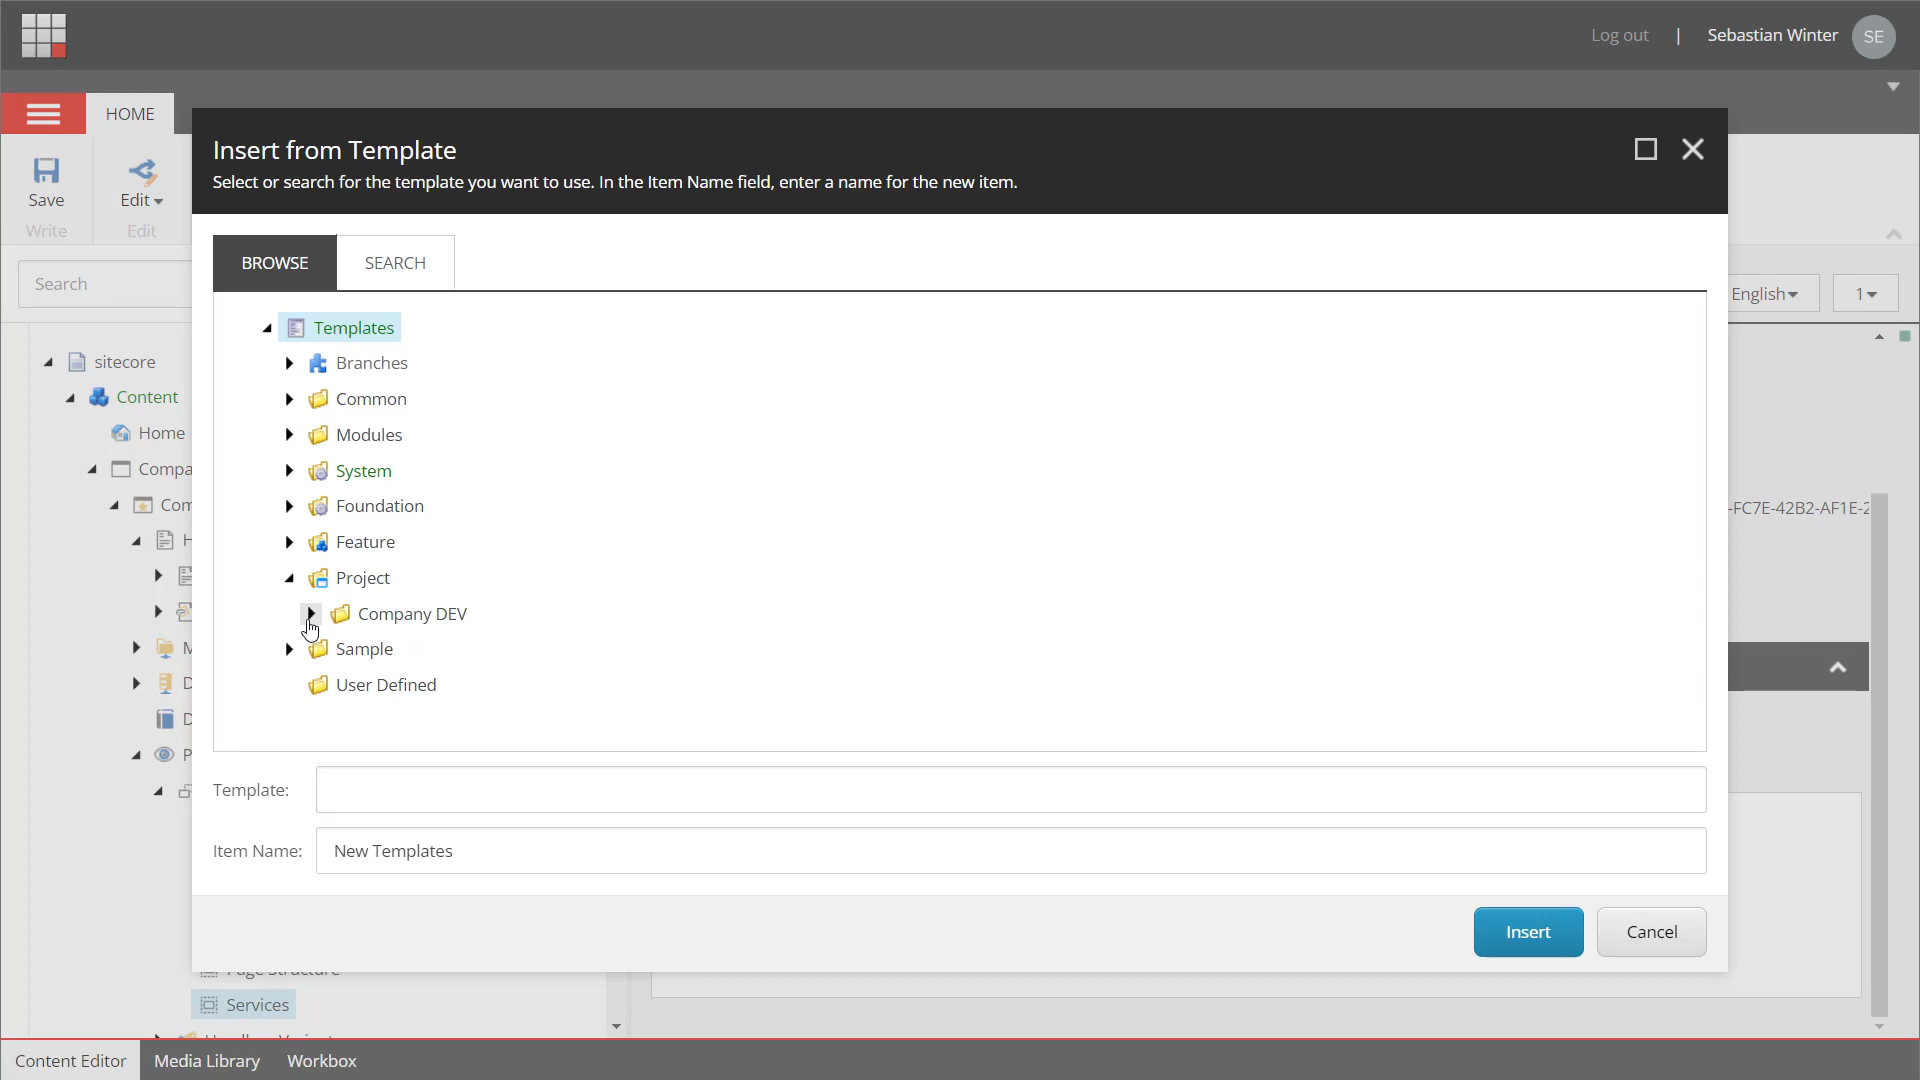 Log out | Sebastian Winter SE
HOME
Save
Edit
Write
Edit
Search
English
1
sitecore
Content
Home
Compa
Com
Insert from Template
Select or search for the template you want to use. In the Item Name field, enter a name for the new item.
BROWSE
SEARCH
Templates
Branches
Common
Modules
System
Foundation
Feature
Project
Company DEV
Sample
User Defined
-FC7E-42B2-AF1E-2
Template:
Item Name: New Templates
Insert
Cancel
Page Structure
Services
Content Editor
Media Library
Workbox